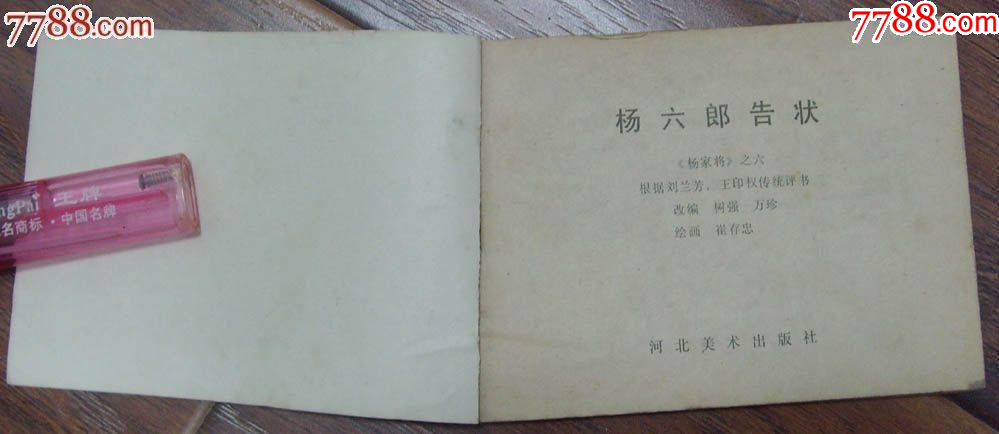 7788.com
7788.com
杨六郎告状
《杨家将》之六
根据刘兰芳、王印权传统评书
改编 树强 万珍
绘画 崔存忠
河北美术出版社
ngPai 王牌
名商标·中国名牌